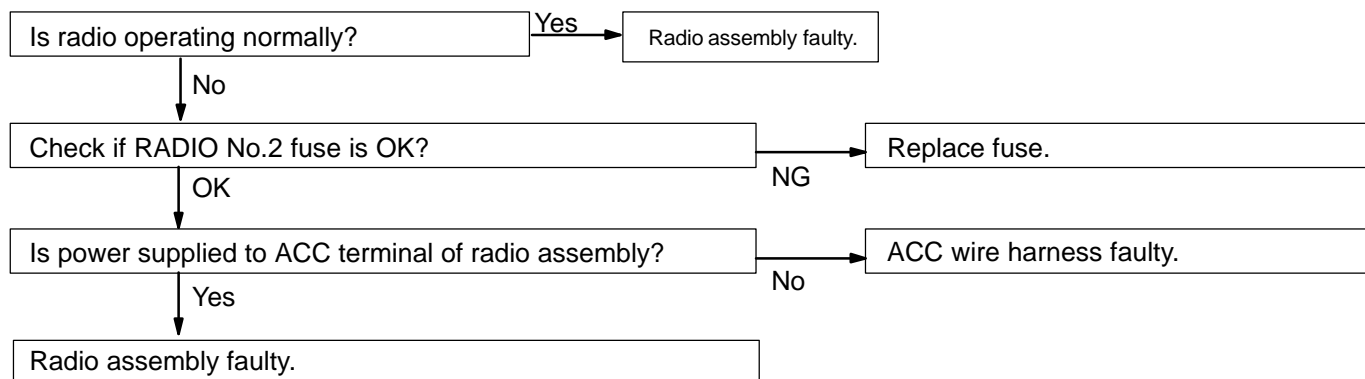 Is radio operating normally?
Yes
Radio assembly faulty.
No
Check if RADIO No.2 fuse is OK?
NG
Replace fuse.
OK
Is power supplied to ACC terminal of radio assembly?
No
ACC wire harness faulty.
Yes
Radio assembly faulty.